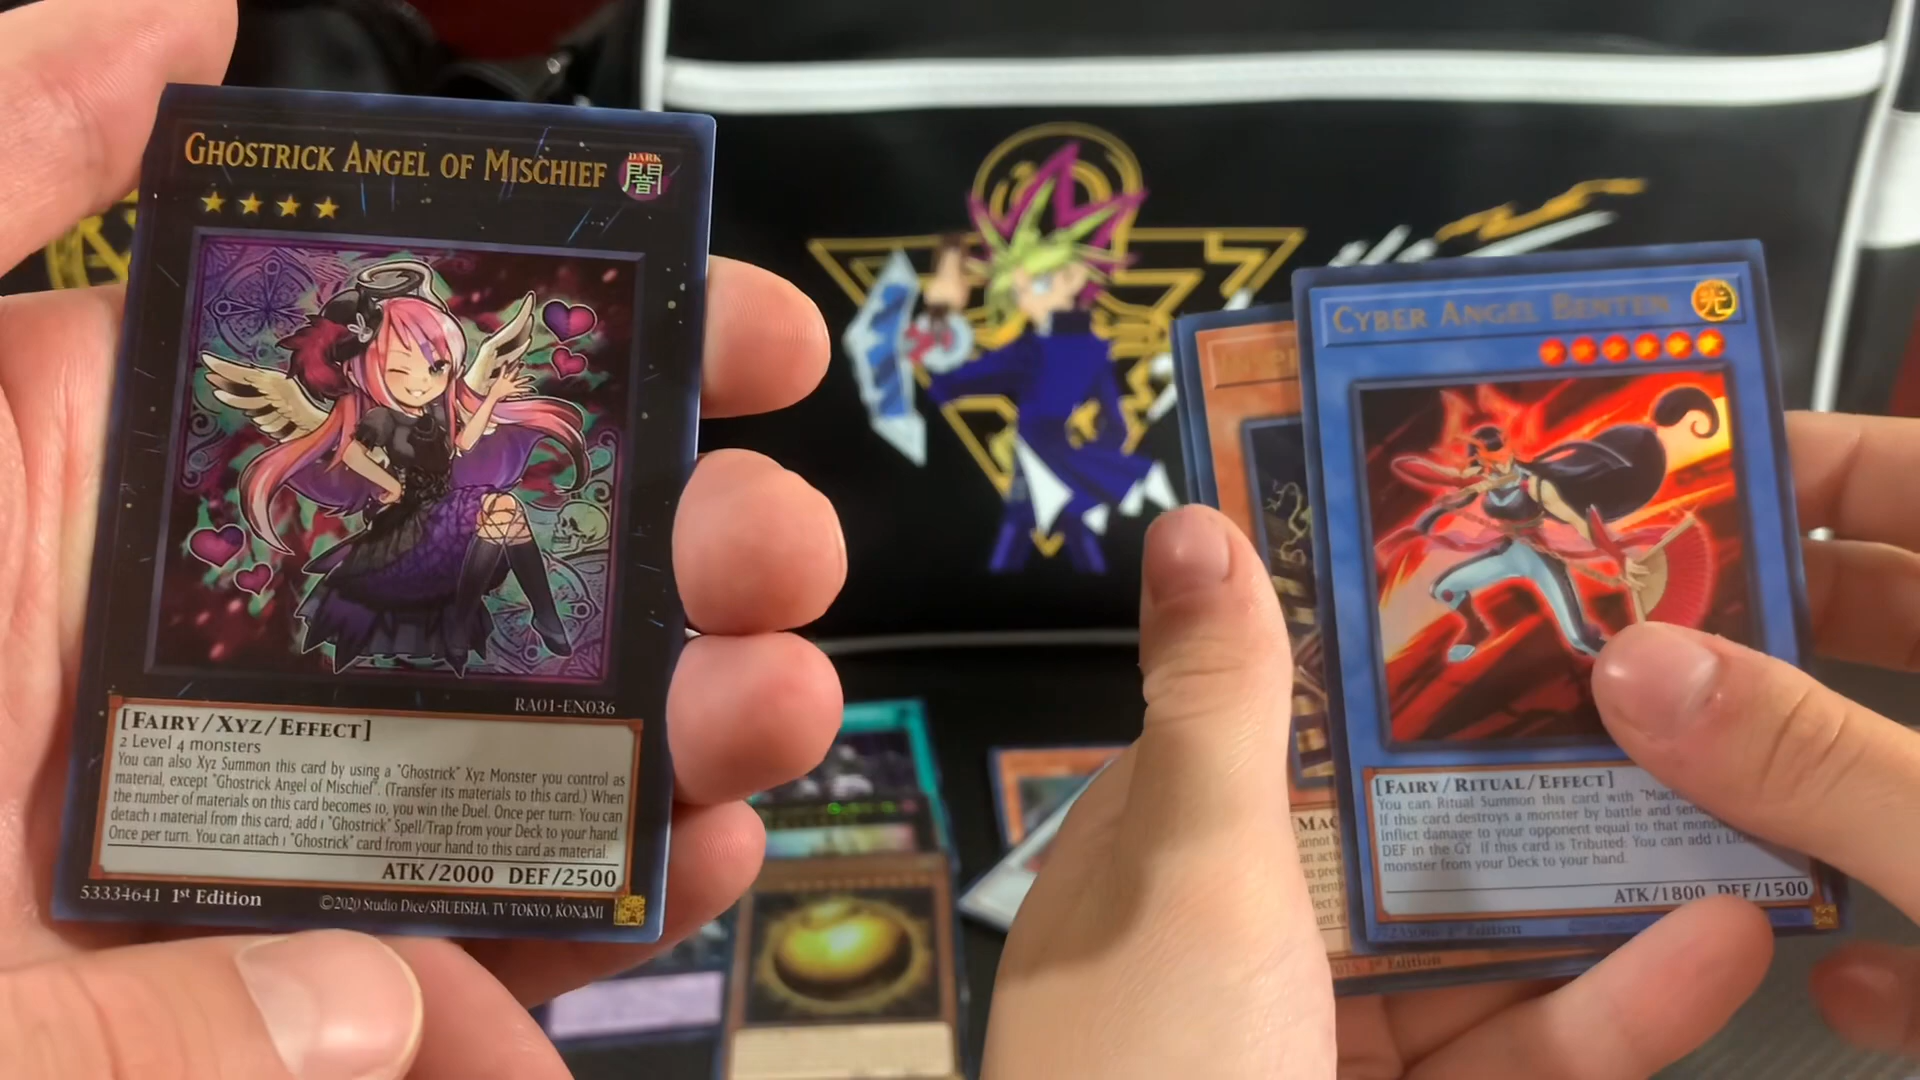 GHOSTRICK ANGEL OF MISCHIEF
DARK
闇
RA01-EN036
[FAIRY/XYZ/EFFECT]
2 Level 4 monsters
You can also Xyz Summon this card by using a "Ghostrick" Xyz Monster you control as
material, except "Ghostrick Angel of Mischief". (Transfer its materials to this card.) When
the number of materials on this card becomes 10, you win the Duel. Once per turn: You can
detach 1 material from this card; add 1 "Ghostrick" Spell/Trap from your Deck to your hand.
Once per turn: You can attach 1 "Ghostrick" card from your hand to this card as material.
ATK/2000 DEF/2500
53334641 1st Edition
©2020 Studio Dice/SHUEISHA, TV TOKYO, KONAMI
CYBER ANGEL BENTEN
光
[FAIRY/RITUAL/EFFECT]
You can Ritual Summon this card with "Mach
If this card destroys a monster by battle and
inflict damage to your opponent equal to that
DEF in the GY. If this card is Tributed: You can add 1
monster from your Deck to your hand.
ATK/1800 DEF/1500
1st Edition
[MAC
1st Edition